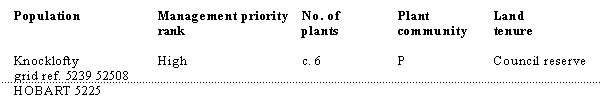 Population Management priority No. of Plant Land
rank plants community tenure
Knocklofty High c. 6 P Council reserve
grid ref. 5239 52508
HOBART 5225